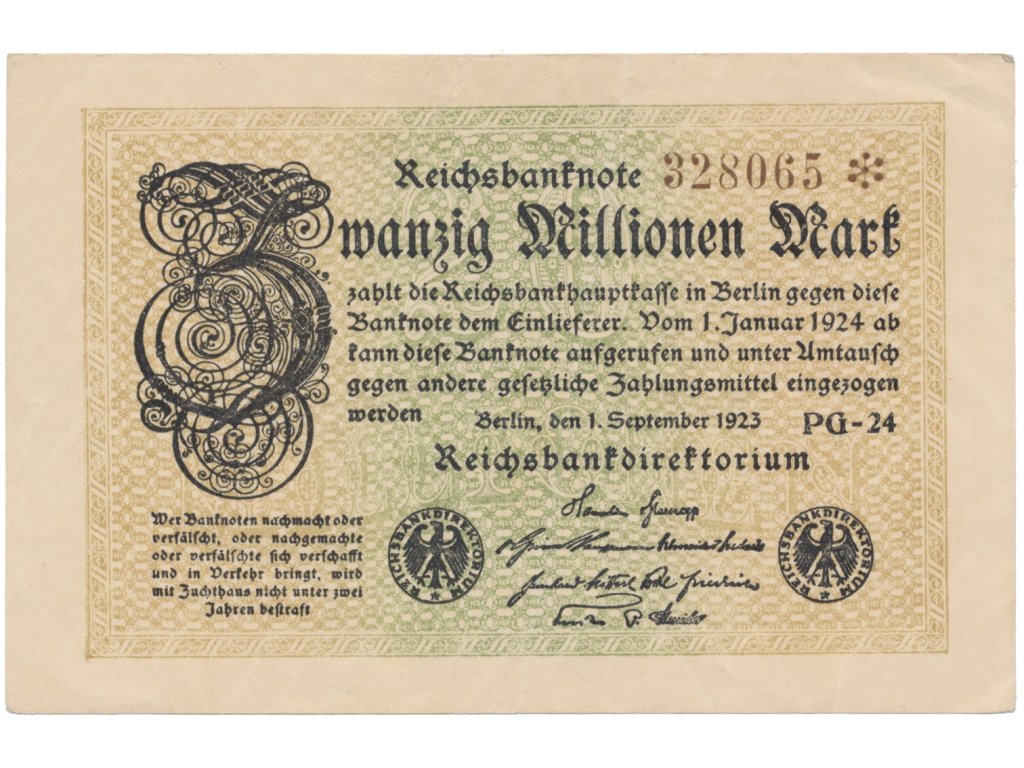 Reichsbanknote 328065 *
Zwanzig Millionen Mark
zahlt die Reichsbankhauptkasse in Berlin gegen diese
Banknote dem Einlieferer. Vom 1. Januar 1924 ab
kann diese Banknote aufgerufen und unter Umtausch
gegen andere gesetzliche Zahlungsmittel eingezogen
werden
Berlin, den 1. September 1923 PG-24
Reichsbankdirektorium
Wer Banknoten nachmacht oder
verfälscht, oder nachgemachte
oder verfälschte sich verschafft
und in Verkehr bringt, wird
mit Zuchthaus nicht unter zwei
Jahren bestraft
REICHSBANKDIREKTORIUM
REICHSBANKDIREKTORIUM